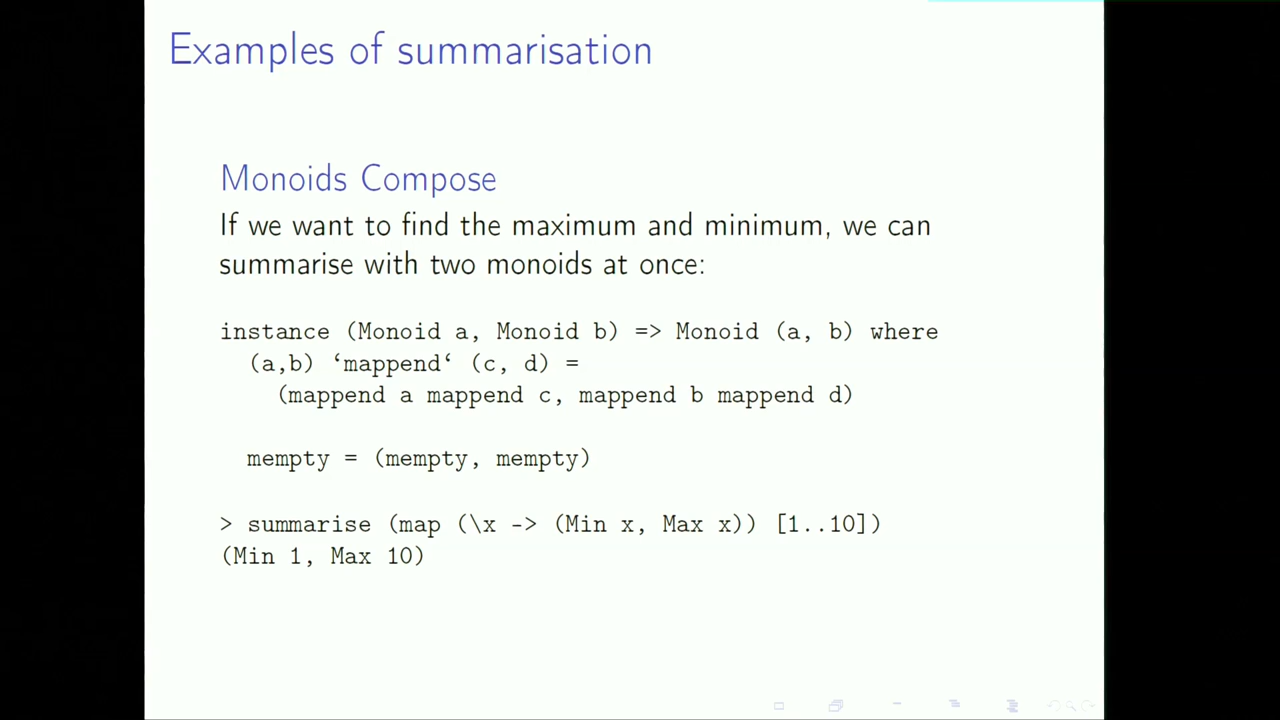 Examples of summarisation
Monoids Compose
If we want to find the maximum and minimum, we can
summarise with two monoids at once:
instance (Monoid a, Monoid b) => Monoid (a, b) where
(a,b) ‘mappend‘ (c, d) =
(mappend a mappend c, mappend b mappend d)
mempty = (mempty, mempty)
> summarise (map (\x -> (Min x, Max x)) [1..10])
(Min 1, Max 10)